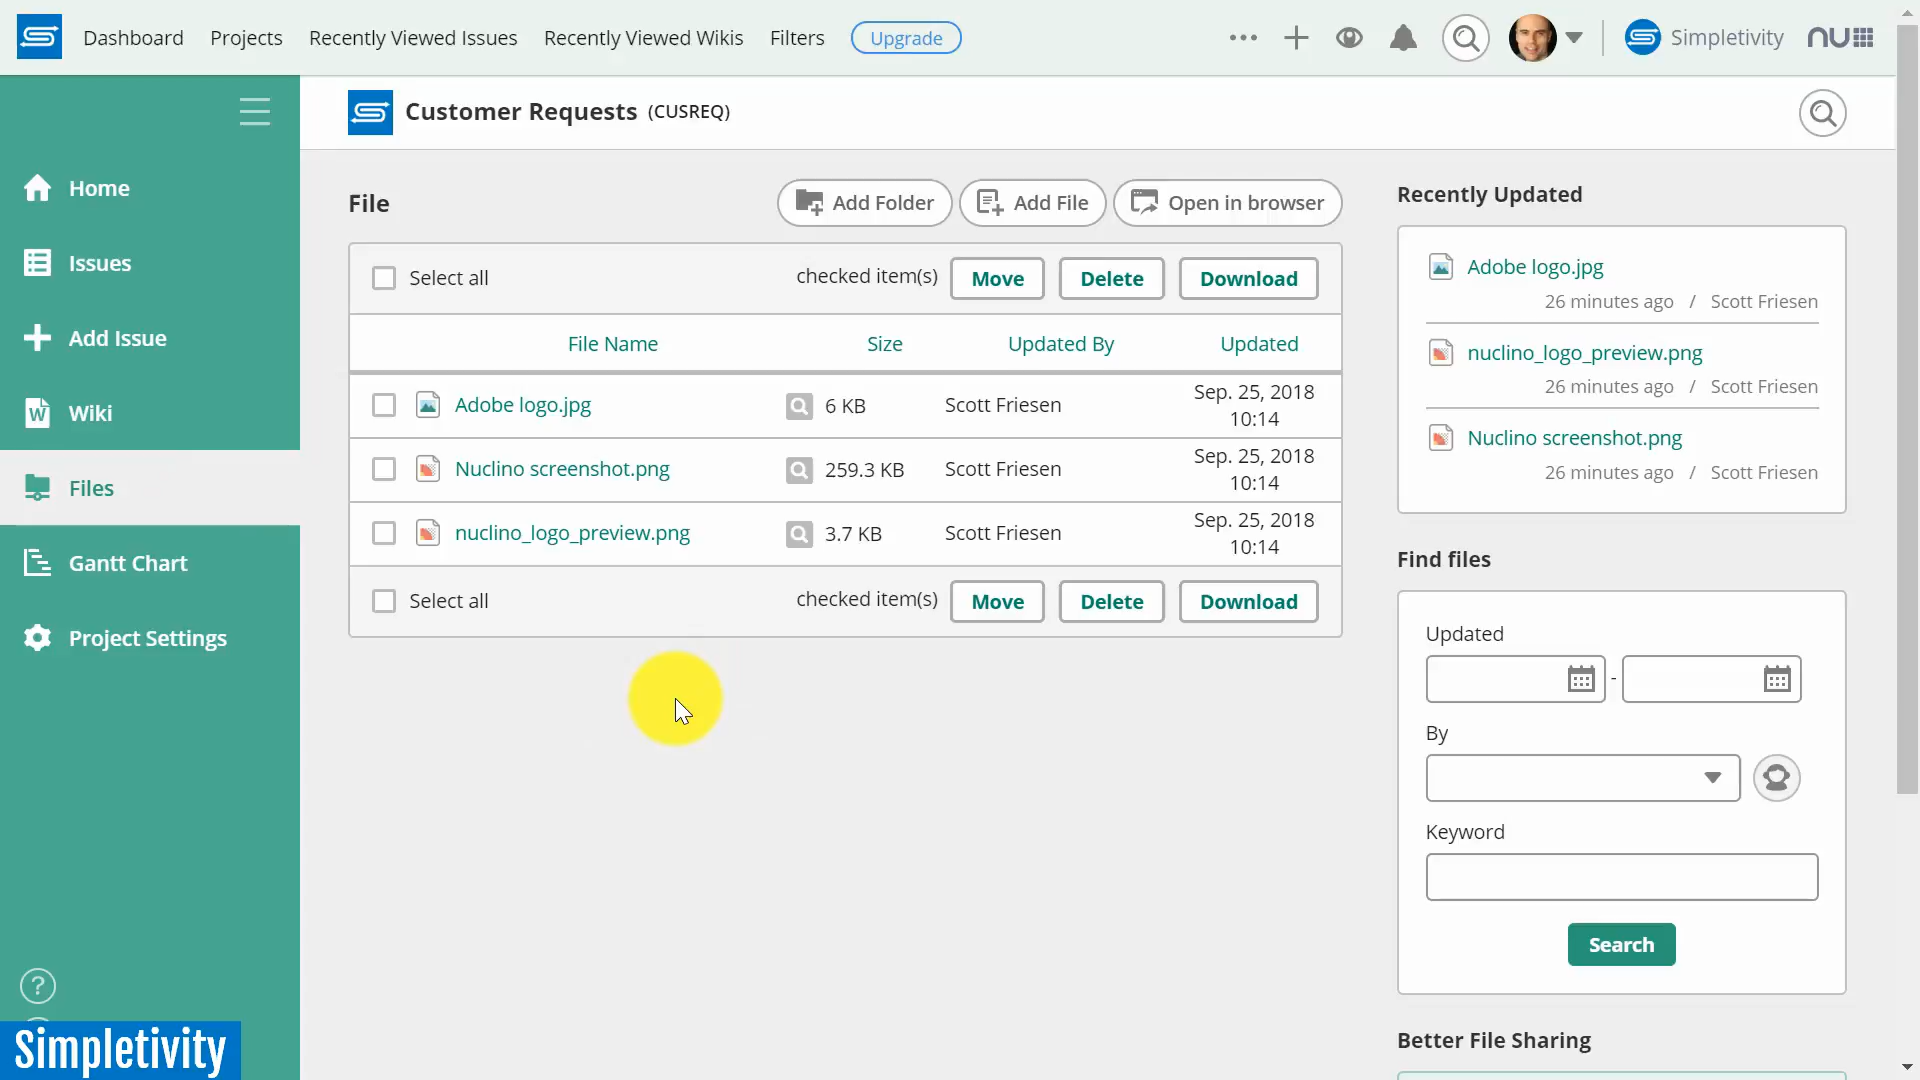 Dashboard Projects Recently Viewed Issues Recently Viewed Wikis Filters Upgrade Simpletivity nu
Customer Requests (CUSREQ)
Home
Issues
Add Issue
Wiki
Files
Gantt Chart
Project Settings
?
Simpletivity
File
Add Folder Add File Open in browser
Select all checked item(s) Move Delete Download
File Name Size Updated By Updated
Adobe logo.jpg 6 KB Scott Friesen Sep. 25, 2018
10:14
Nuclino screenshot.png 259.3 KB Scott Friesen Sep. 25, 2018
10:14
nuclino_logo_preview.png 3.7 KB Scott Friesen Sep. 25, 2018
10:14
Select all checked item(s) Move Delete Download
Recently Updated
Adobe logo.jpg
26 minutes ago / Scott Friesen
nuclino_logo_preview.png
26 minutes ago / Scott Friesen
Nuclino screenshot.png
26 minutes ago / Scott Friesen
Find files
Updated
-
By
Keyword
Search
Better File Sharing